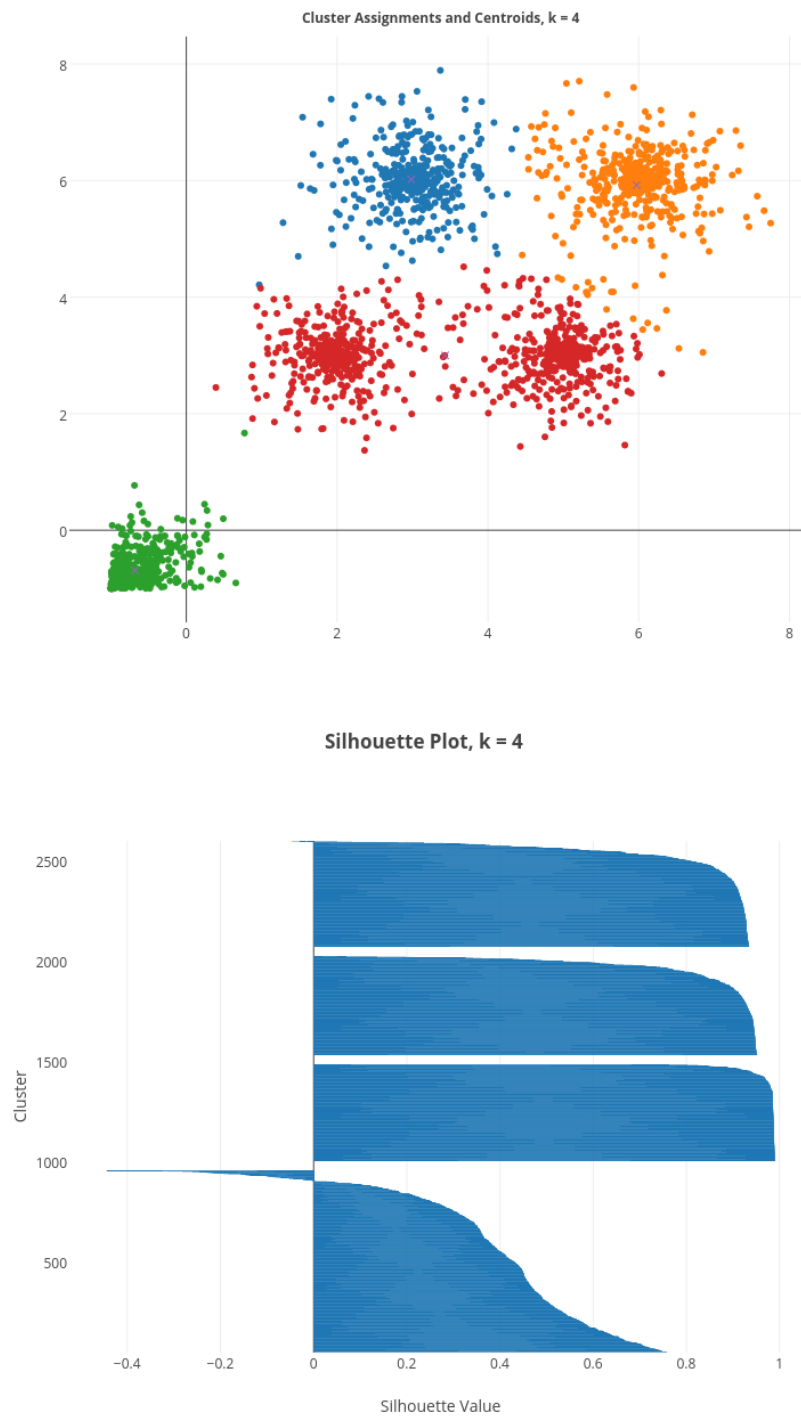 Cluster Assignments and Centroids, k = 4
8
6
4
2
0
0 2 4 6 8
Silhouette Plot, k = 4
2500
2000
1500
1000
500
Cluster
−0.4 −0.2 0 0.2 0.4 0.6 0.8 1
Silhouette Value